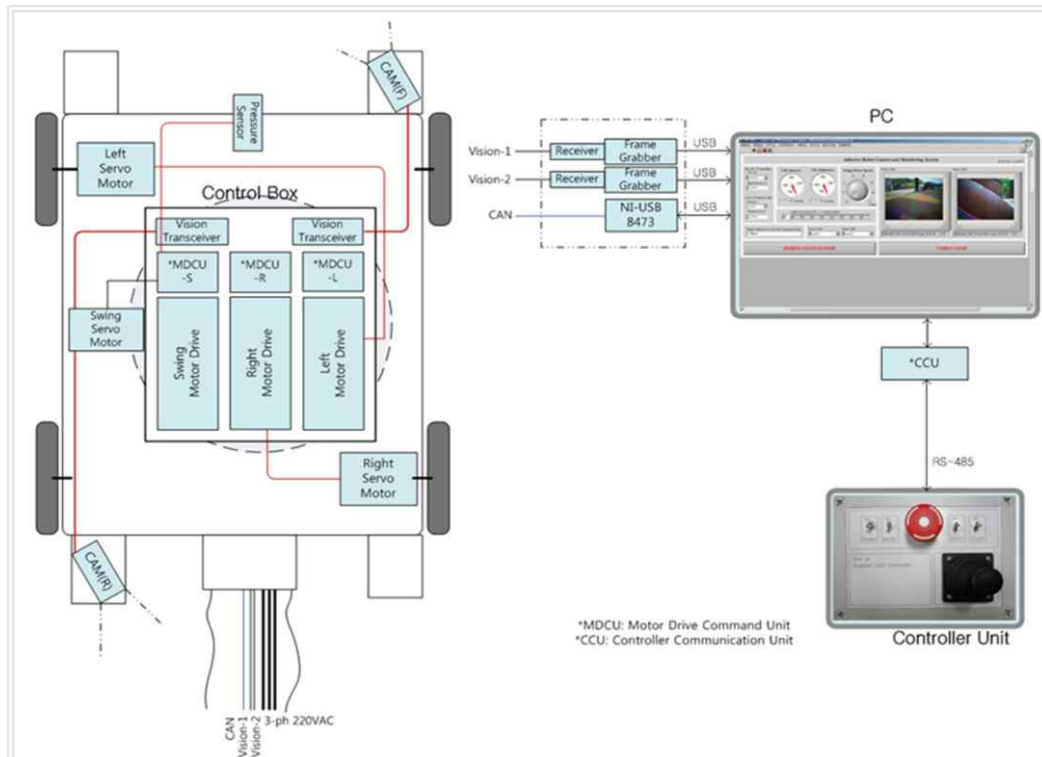 CAM(F)
Pressure
Sensor
Left
Servo
Motor
Control Box
Vision
Transceiver
Vision
Transceiver
*MDCU
-S
*MDCU
-R
*MDCU
-L
Swing
Servo
Motor
Swing
Motor Drive
Right
Motor Drive
Left
Motor Drive
Right
Servo
Motor
CAM(R)
CAN
Vision-1
Vision-2
3-ph 220VAC
PC
Vision-1
Receiver
Frame
Grabber
USB
Vision-2
Receiver
Frame
Grabber
USB
CAN
NI-USB
8473
USB
*CCU
RS-485
Controller Unit
*MDCU: Motor Drive Command Unit
*CCU: Controller Communication Unit